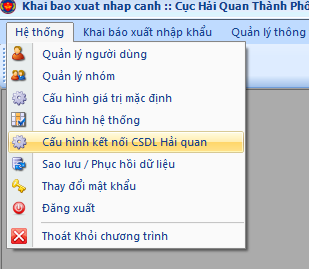 Khai bao xuat nhap canh :: Cục Hải Quan Thành Phố
Hệ thống Khai báo xuất nhập khẩu Quản lý thông
Quản lý người dùng
Quản lý nhóm
Cấu hình giá trị mặc định
Cấu hình hệ thống
Cấu hình kết nối CSDL Hải quan
Sao lưu / Phục hồi dữ liệu
Thay đổi mật khẩu
Đăng xuất
Thoát Khỏi chương trình